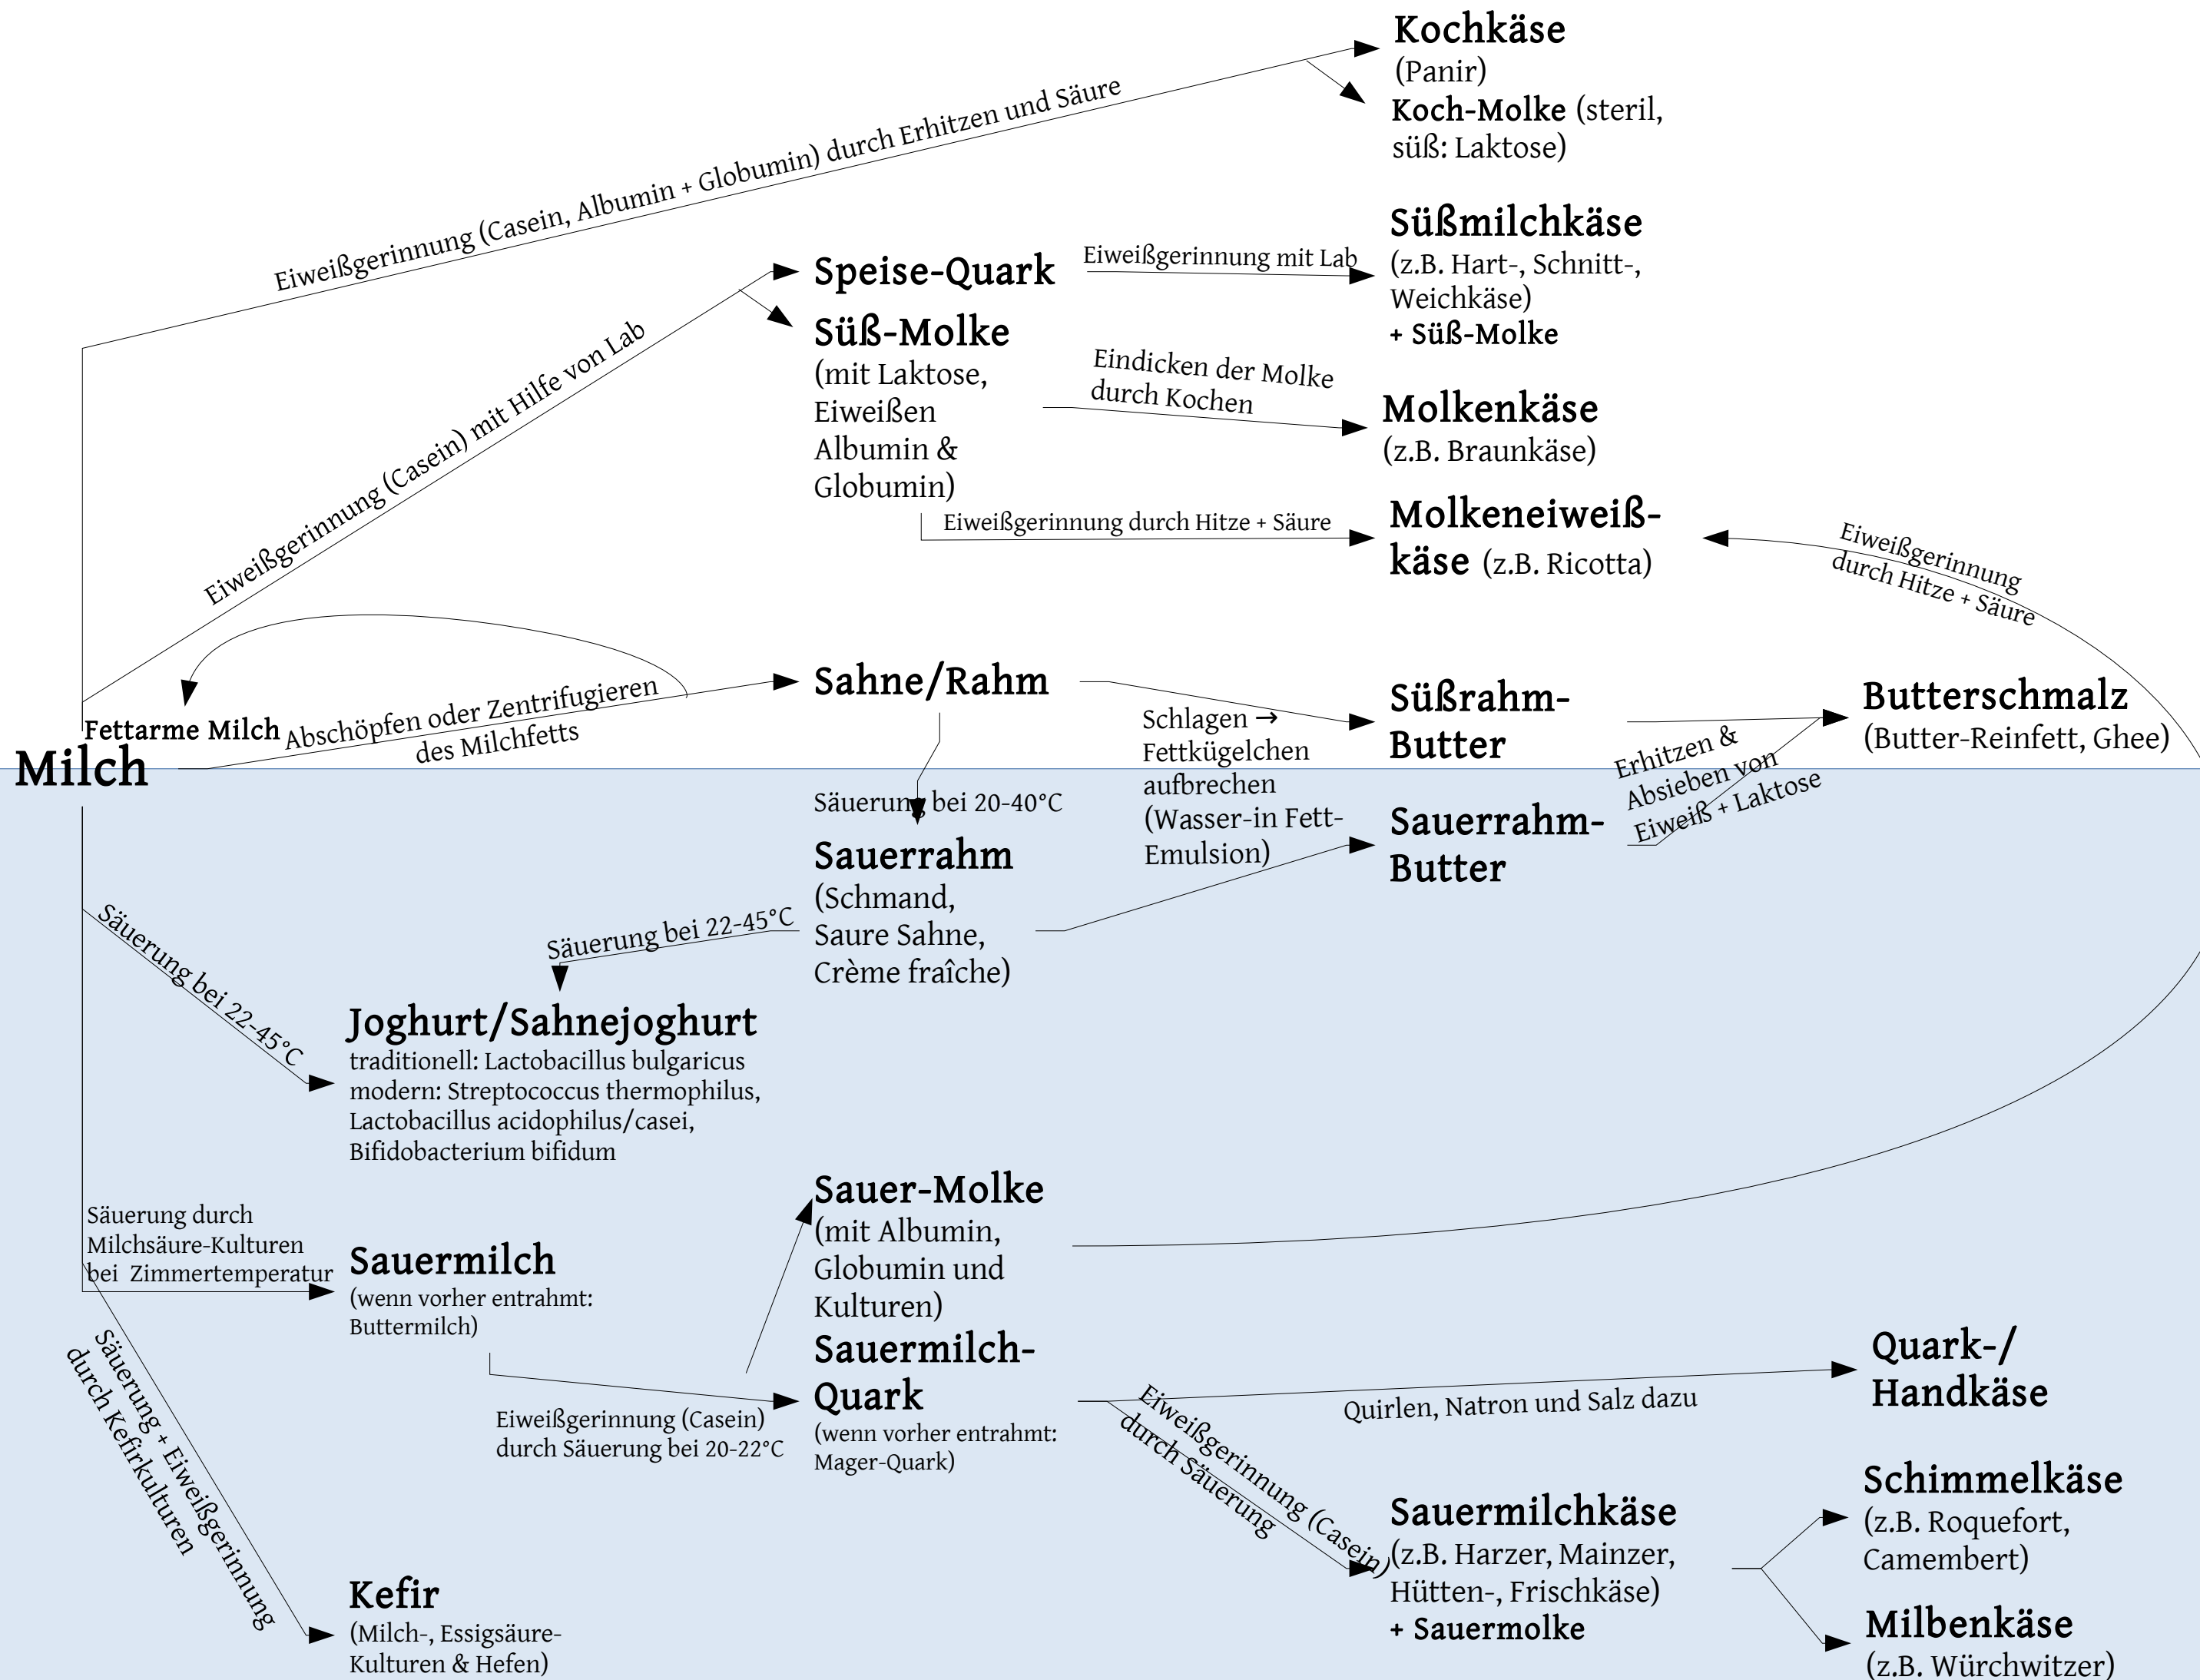 Kochkäse
(Panir)
Koch-Molke (steril,
süß: Laktose)
Eiweißgerinnung (Casein, Albumin + Globumin) durch Erhitzen und Säure
Süßmilchkäse
(z.B. Hart-, Schnitt-,
Weichkäse)
+ Süß-Molke
Eiweißgerinnung mit Lab
Speise-Quark
Süß-Molke
(mit Laktose,
Eiweißen
Albumin &
Globumin)
Eiweißgerinnung (Casein) mit Hilfe von Lab
Eindicken der Molke
durch Kochen
Molkenkäse
(z.B. Braunkäse)
Eiweißgerinnung durch Hitze + Säure
Molkeneiweiß-
käse (z.B. Ricotta)
Eiweißgerinnung
durch Hitze + Säure
Fettarme Milch
Milch
Abschöpfen oder Zentrifugieren
des Milchfetts
Sahne/Rahm
Schlagen →
Fettkügelchen
aufbrechen
(Wasser-in Fett-
Emulsion)
Süßrahm-
Butter
Butterschmalz
(Butter-Reinfett, Ghee)
Erhitzen &
Absieben von
Eiweiß + Laktose
Säuerung bei 20-40°C
Sauerrahm
(Schmand,
Saure Sahne,
Crème fraîche)
Sauerrahm-
Butter
Säuerung bei 22-45°C
Säuerung bei 22-45°C
Joghurt/Sahnejoghurt
traditionell: Lactobacillus bulgaricus
modern: Streptococcus thermophilus,
Lactobacillus acidophilus/casei,
Bifidobacterium bifidum
Säuerung durch
Milchsäure-Kulturen
bei Zimmertemperatur
Sauermilch
(wenn vorher entrahmt:
Buttermilch)
Sauer-Molke
(mit Albumin,
Globumin und
Kulturen)
Sauermilch-
Quark
(wenn vorher entrahmt:
Mager-Quark)
Eiweißgerinnung (Casein)
durch Säuerung bei 20-22°C
Quirlen, Natron und Salz dazu
Quark-/
Handkäse
Eiweißgerinnung (Casein)
durch Säuerung
Sauermilchkäse
(z.B. Harzer, Mainzer,
Hütten-, Frischkäse)
+ Sauermolke
Schimmelkäse
(z.B. Roquefort,
Camembert)
Milbenkäse
(z.B. Würchwitzer)
Säuerung + Eiweißgerinnung
durch Kefirkulturen
Kefir
(Milch-, Essigsäure-
Kulturen & Hefen)